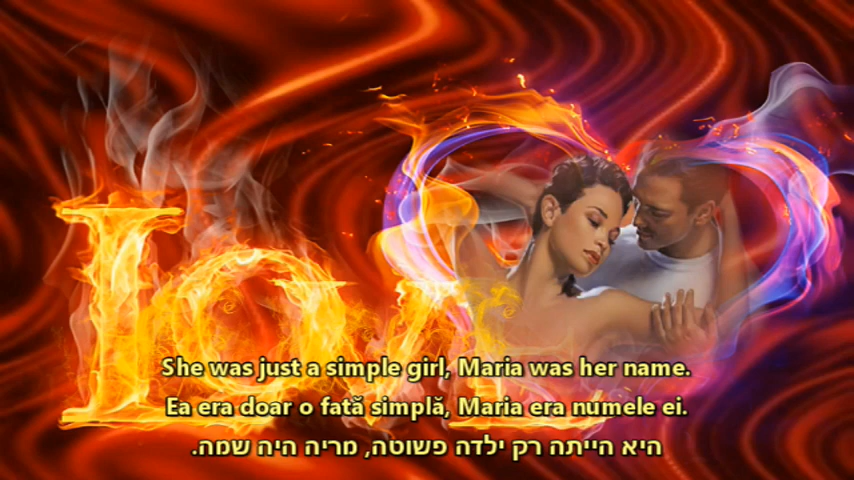 Love
She was just a simple girl, Maria was her name.
Ea era doar o fată simplă, Maria era numele ei.
היא הייתה רק ילדה פשוטה, מריה היה שמה.